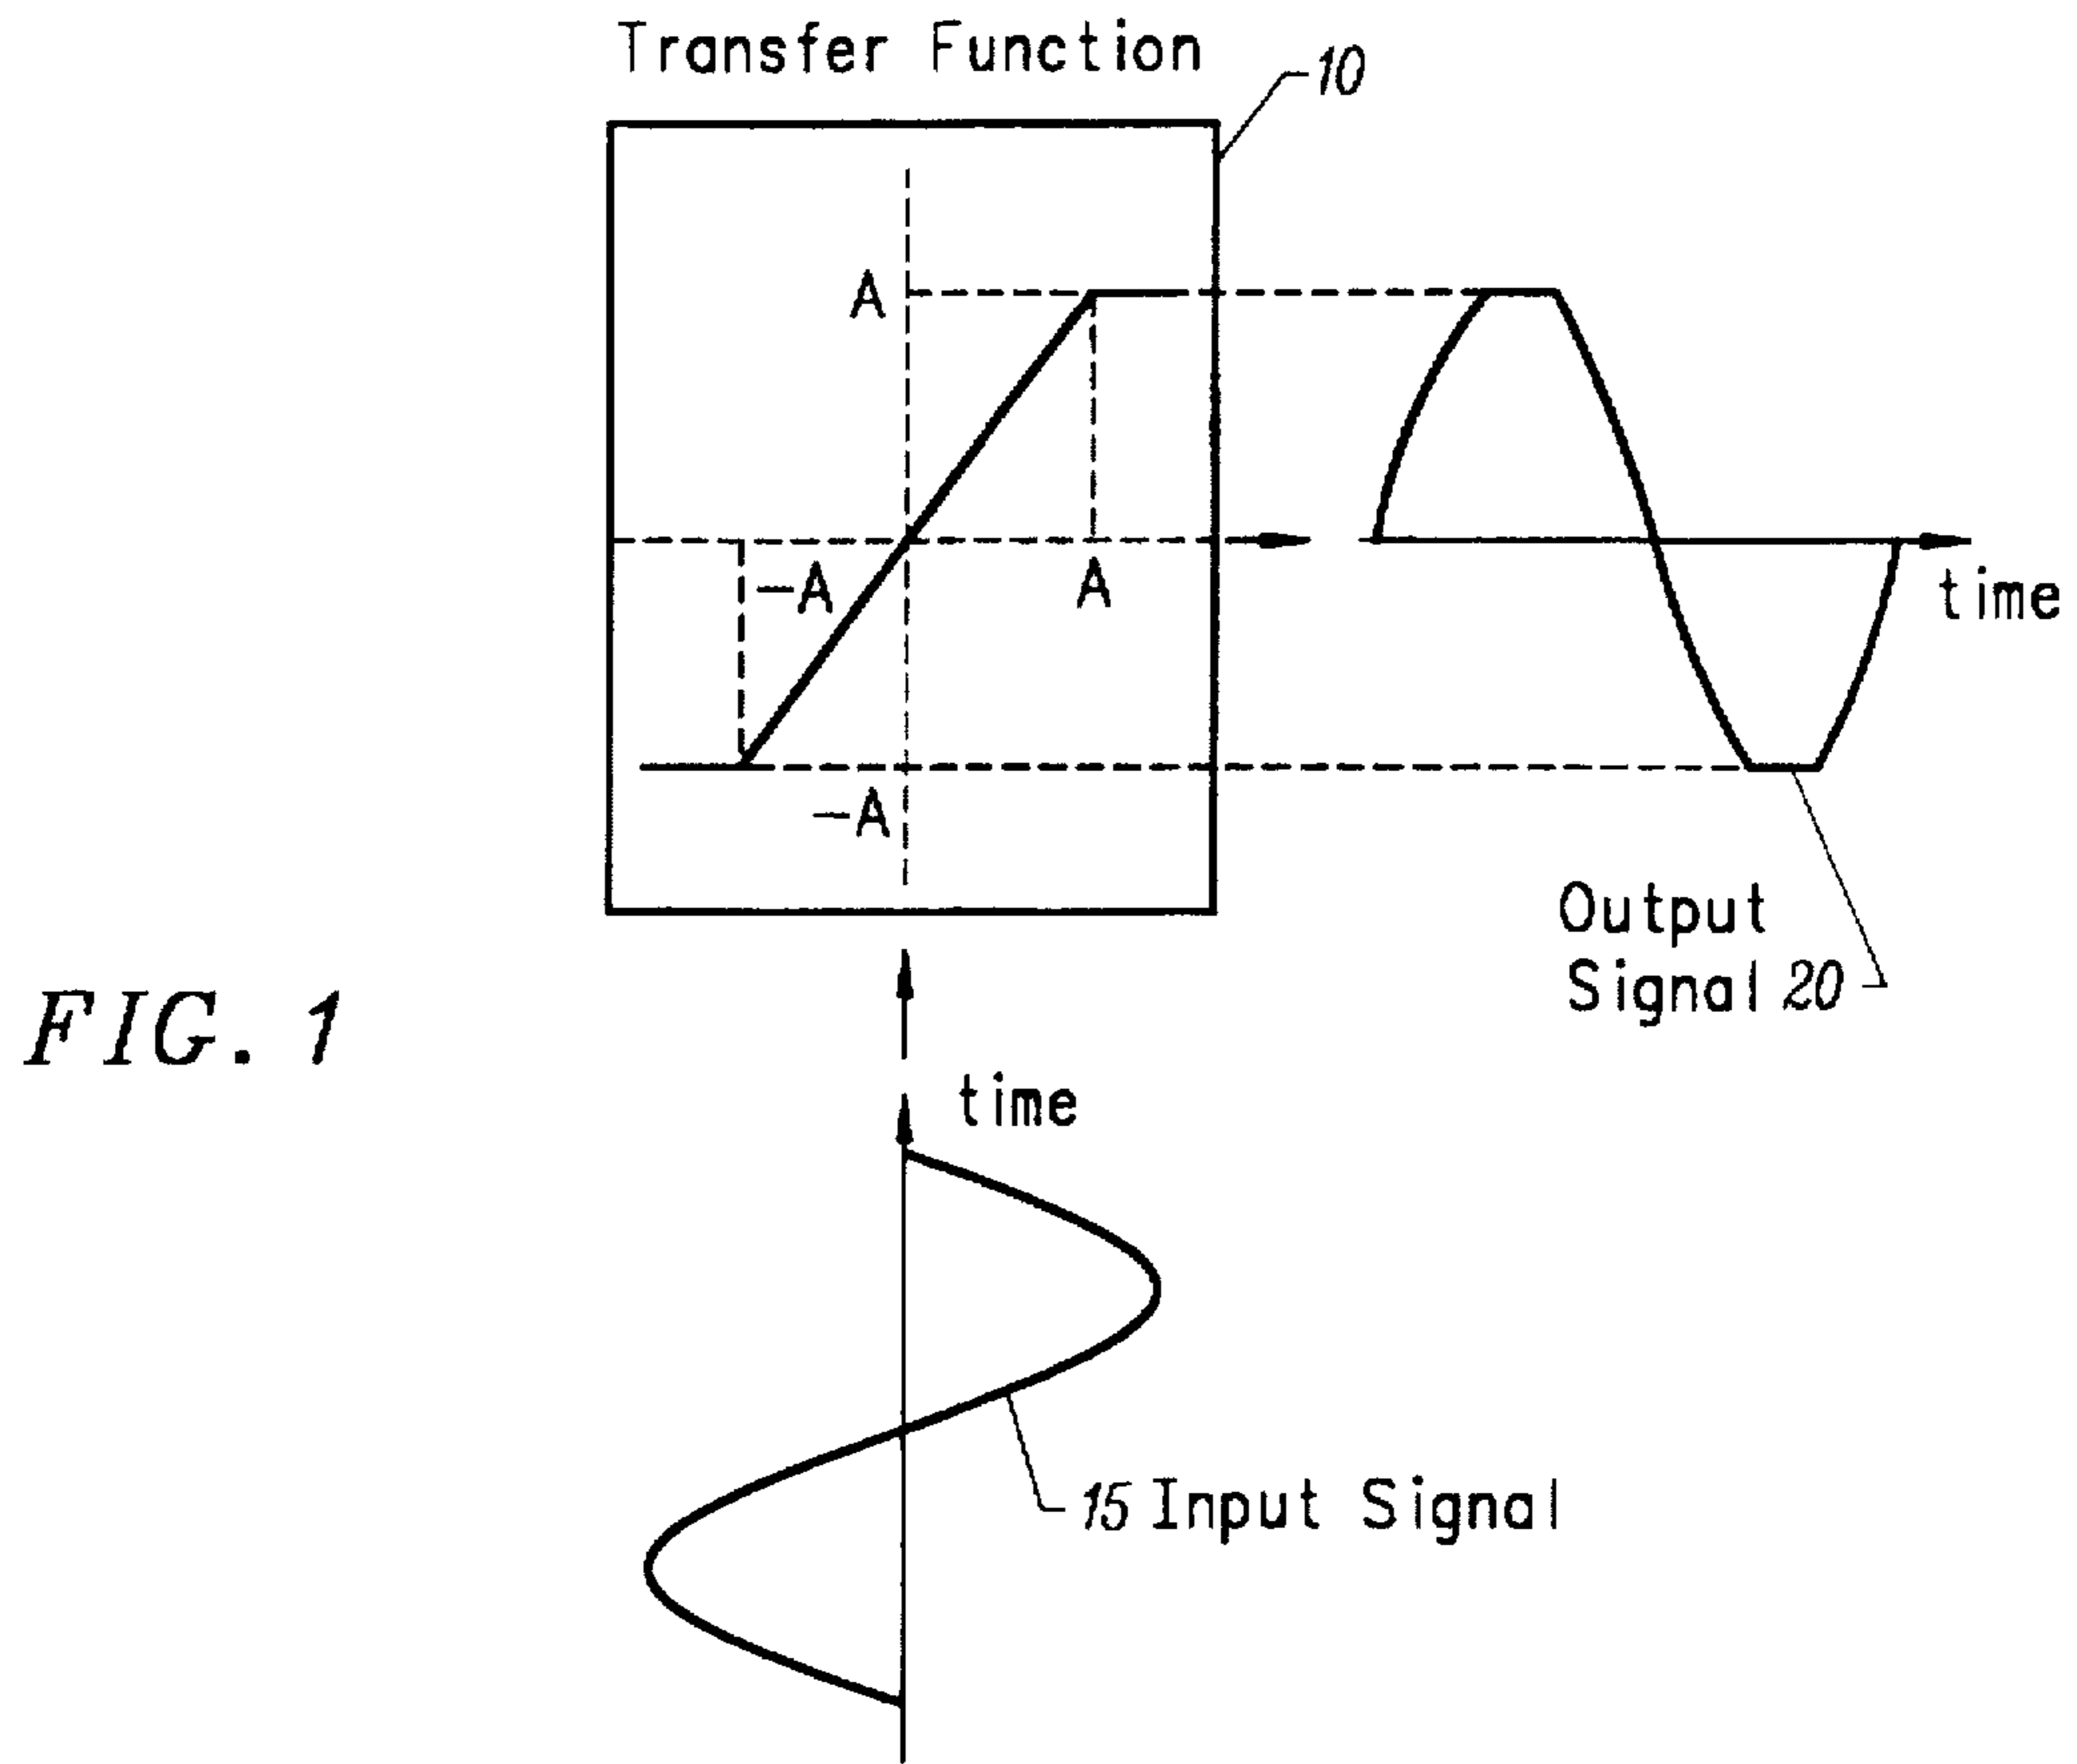 Transfer Function
10
A
-A
A
time
-A
Output
Signal 20
FIG. 1
time
15 Input Signal